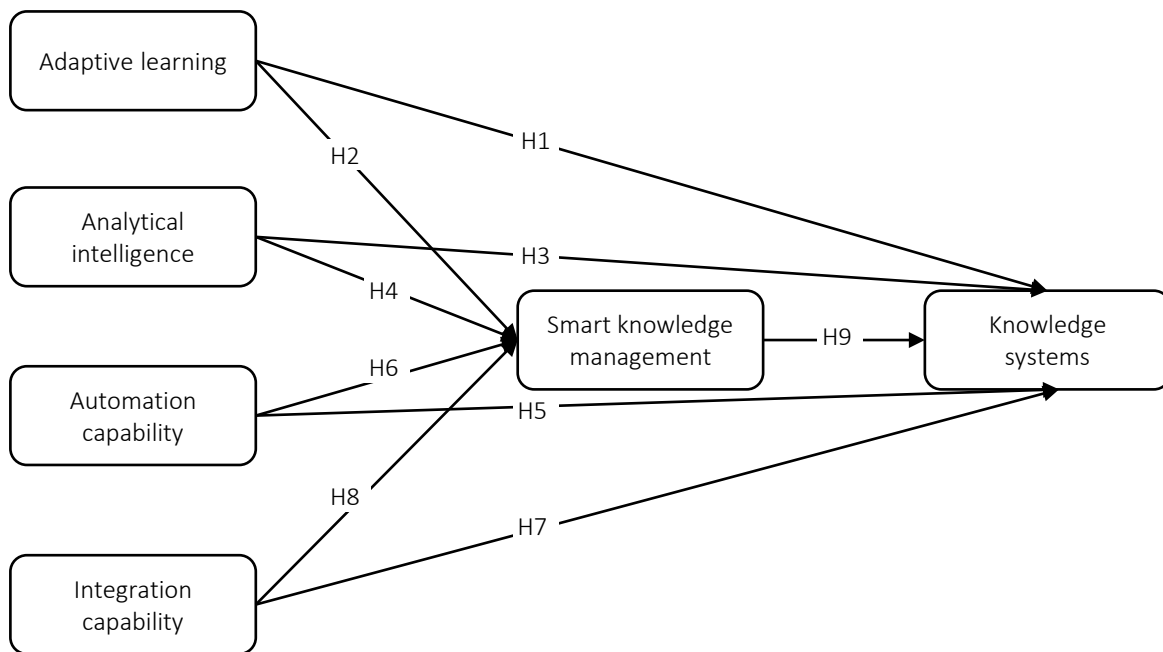 Adaptive learning
H1
H2
Analytical
intelligence
H3
H4
Smart knowledge
management
H9
Knowledge
systems
H6
Automation
capability
H5
H8
H7
Integration
capability